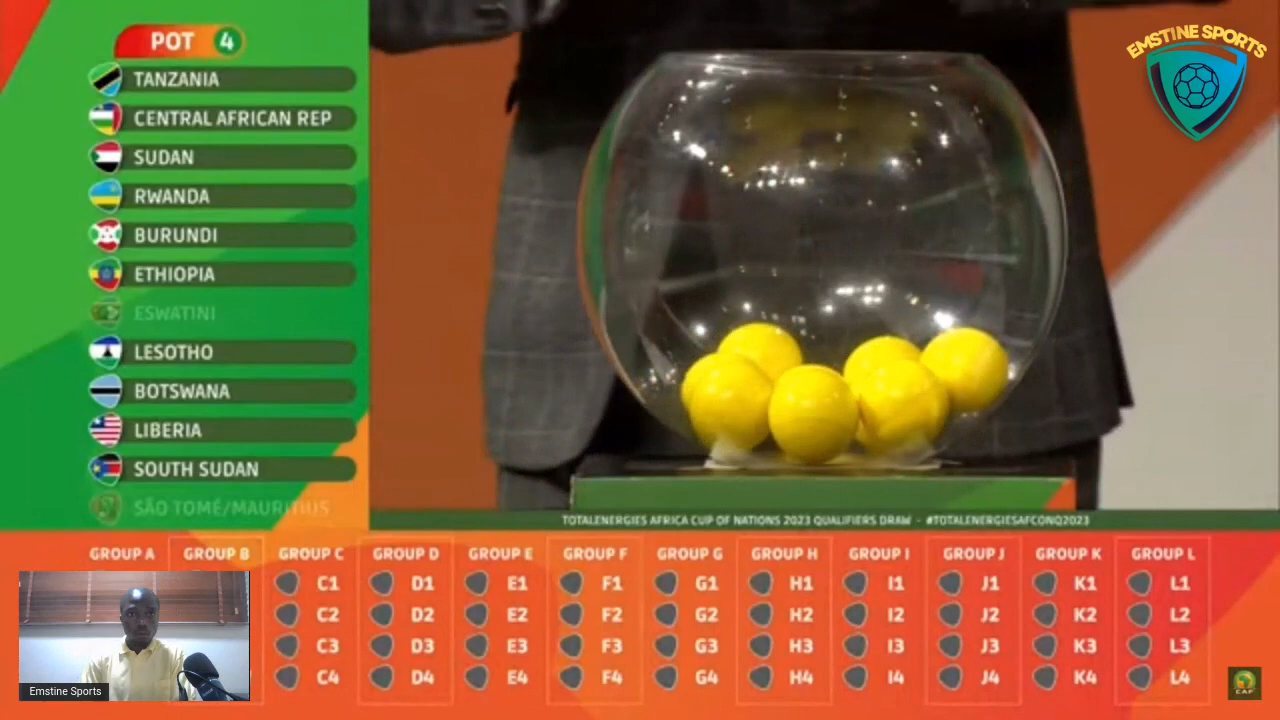 POT 4
TANZANIA
CENTRAL AFRICAN REP
SUDAN
RWANDA
BURUNDI
ETHIOPIA
ESWATINI
LESOTHO
BOTSWANA
LIBERIA
SOUTH SUDAN
SÃO TOMÉ/MAURITIUS
EMSTINE SPORTS
TOTALENERGIES AFRICA CUP OF NATIONS 2023 QUALIFIERS DRAW - #TOTALENERGIESAFCONQ2023
GROUP A GROUP B GROUP C GROUP D GROUP E GROUP F GROUP G GROUP H GROUP I GROUP J GROUP K GROUP L
C1 D1 E1 F1 G1 H1 I1 J1 K1 L1
C2 D2 E2 F2 G2 H2 I2 J2 K2 L2
C3 D3 E3 F3 G3 H3 I3 J3 K3 L3
C4 D4 E4 F4 G4 H4 I4 J4 K4 L4
Emstine Sports
CAF